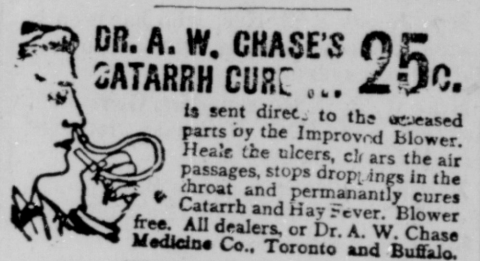 DR. A. W. CHASE'S
CATARRH CURE ... 25c.
is sent direct to the diseased
parts by the Improved Blower.
Heals the ulcers, clears the air
passages, stops droppings in the
throat and permanantly cures
Catarrh and Hay Fever. Blower
free. All dealers, or Dr. A. W. Chase
Medicine Co., Toronto and Buffalo.